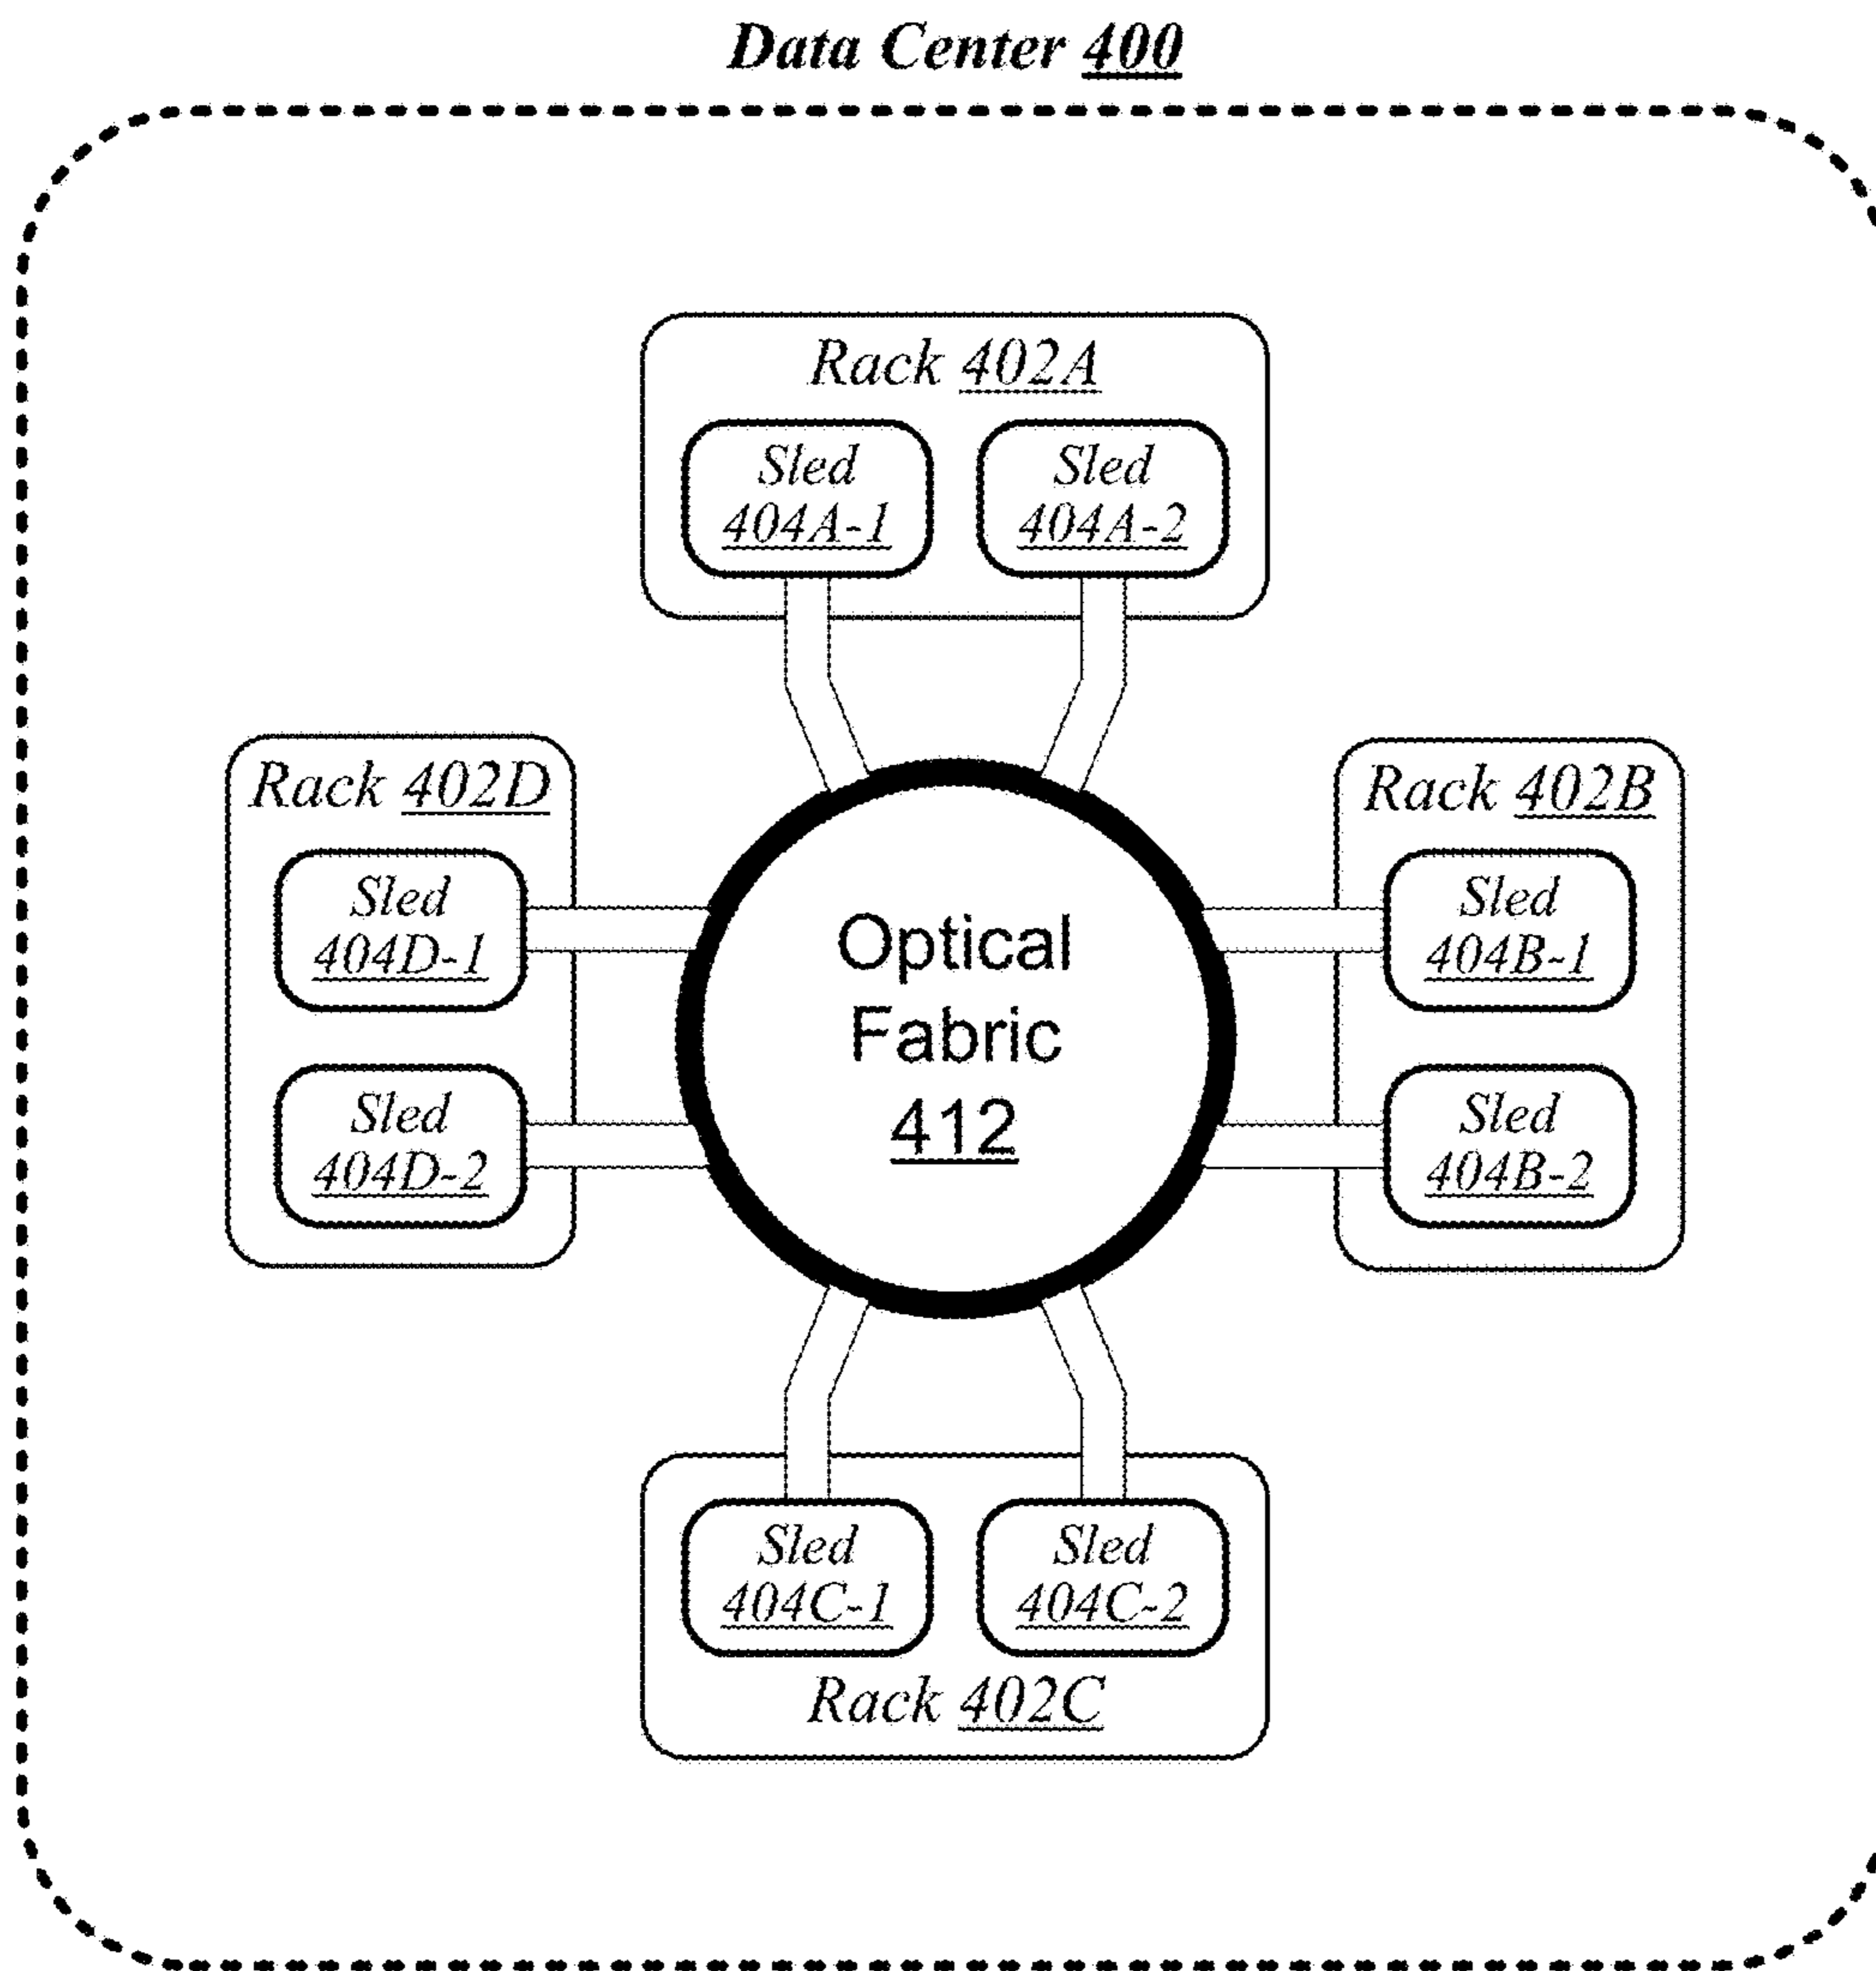 Data Center 400
Rack 402A
Sled
404A-1
Sled
404A-2
Rack 402D
Sled
404D-1
Sled
404D-2
Optical
Fabric
412
Rack 402B
Sled
404B-1
Sled
404B-2
Sled
404C-1
Sled
404C-2
Rack 402C